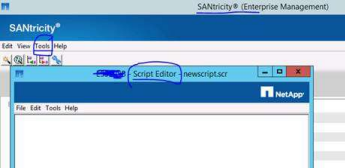 SANtricity® (Enterprise Management)
SANtricity®
Edit View Tools Help
- Script Editor - newscript.scr
NetApp
File Edit Tools Help